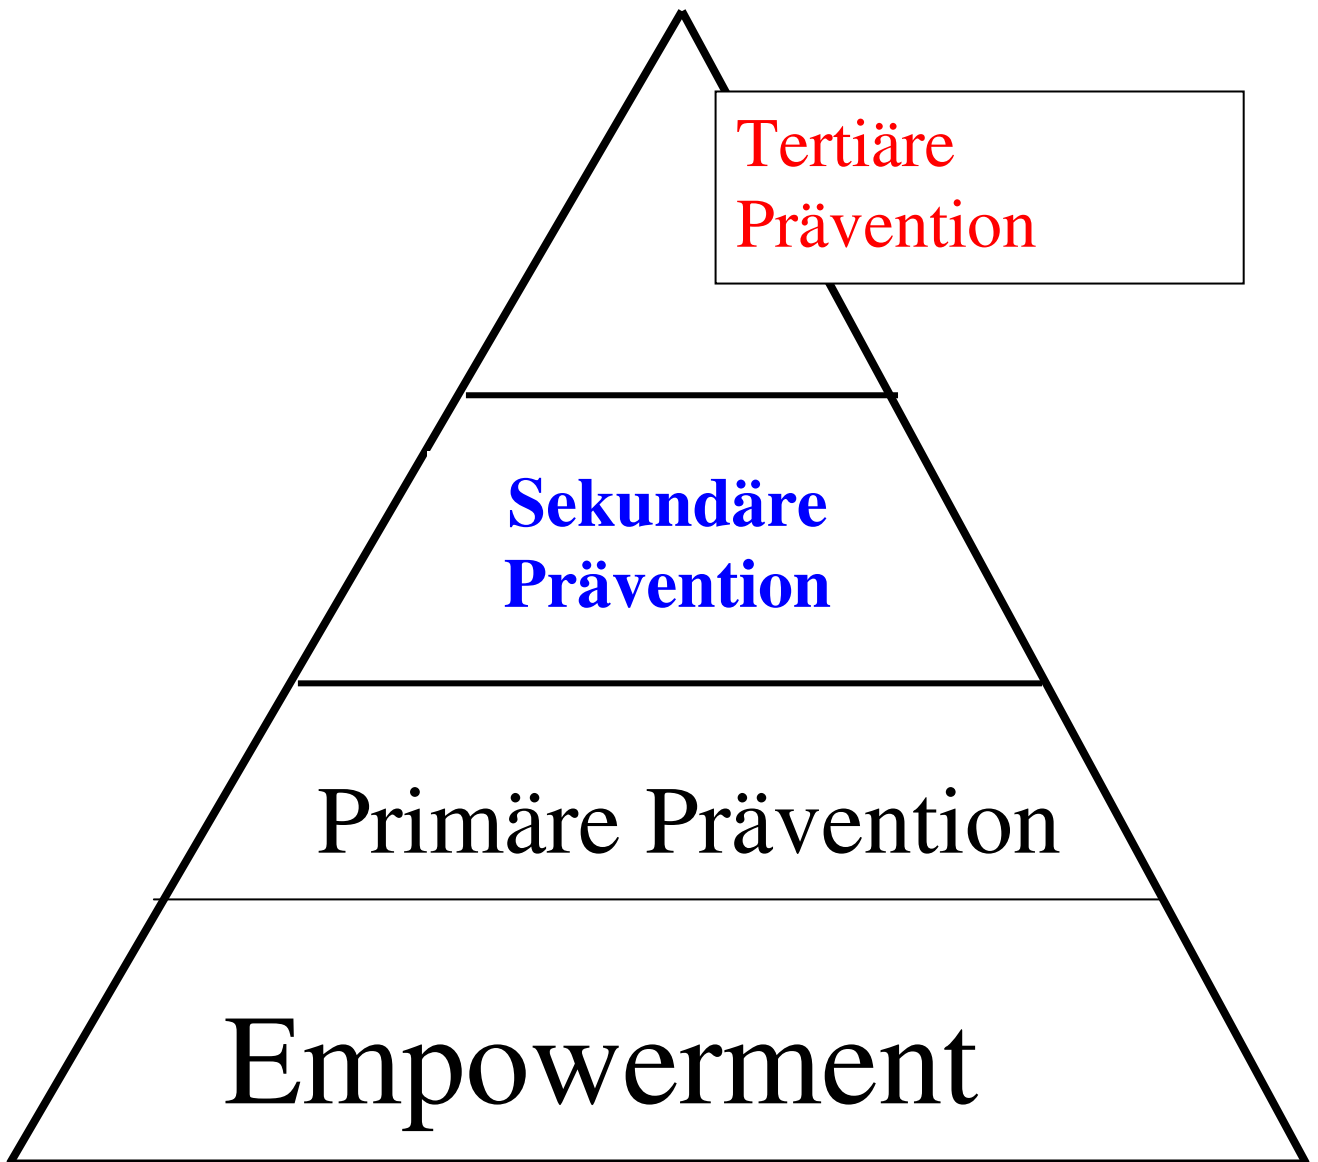 Tertiäre
Prävention
Sekundäre
Prävention
Primäre Prävention
Empowerment